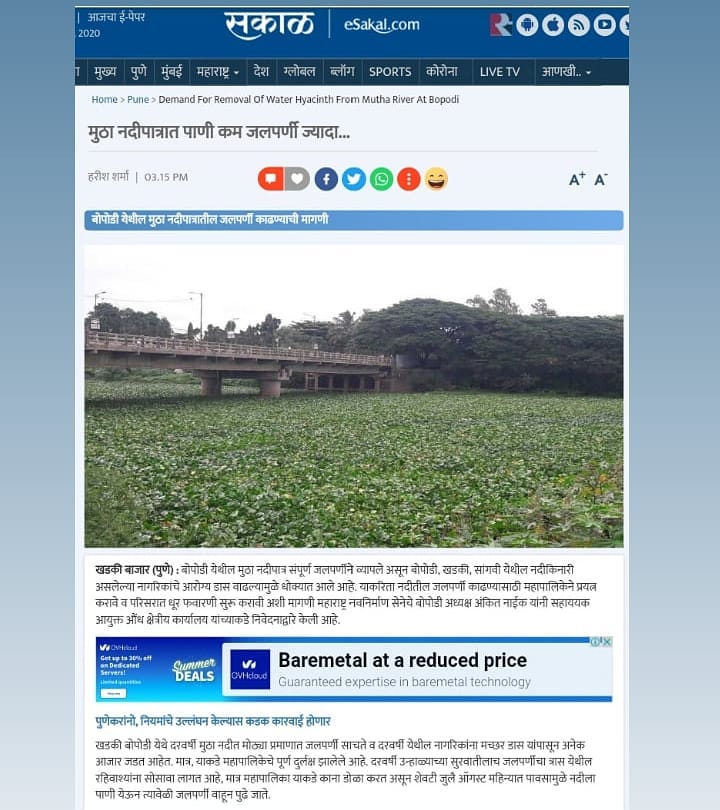 | आजचा ई-पेपर
2020
सकाळ | eSakal.com
मुख्य पुणे मुंबई महाराष्ट्र देश ग्लोबल ब्लॉग SPORTS कोरोना LIVE TV आणखी..
Home > Pune > Demand For Removal Of Water Hyacinth From Mutha River At Bopodi
मुठा नदीपात्रात पाणी कम जलपर्णी ज्यादा...
हरीश शर्मा | 03.15 PM
A+ A-
बोपोडी येथील मुठा नदीपात्रातील जलपर्णी काढण्याची मागणी
खडकी बाजार (पुणे) : बोपोडी येथील मुठा नदीपात्र संपूर्ण जलपर्णीने व्यापले असून बोपोडी, खडकी, सांगवी येथील नदीकिनारी
असलेल्या नागरिकांचे आरोग्य डास वाढल्यामुळे धोक्यात आले आहे. याकरिता नदीतील जलपर्णी काढण्यासाठी महापालिकेने प्रयत्न
करावे व परिसरात धूर फवारणी सुरू करावी अशी मागणी महाराष्ट्र नवनिर्माण सेनेचे बोपोडी अध्यक्ष अंकित नाईक यांनी सहाय्यक
आयुक्त औंध क्षेत्रीय कार्यालय यांच्याकडे निवेदनाद्वारे केली आहे.
OVHcloud
Get up to 30% off
on Dedicated
Servers!
Limited quantities
Summer
DEALS
OVHcloud
Baremetal at a reduced price
Guaranteed expertise in baremetal technology
पुणेकरांनो, नियमांचे उल्लंघन केल्यास कडक कारवाई होणार
खडकी बोपोडी येथे दरवर्षी मुठा नदीत मोठ्या प्रमाणात जलपर्णी साचते व दरवर्षी येथील नागरिकांना मच्छर डास यांपासून अनेक
आजार जडत आहेत. मात्र, याकडे महापालिकेचे पूर्ण दुर्लक्ष झालेले आहे. दरवर्षी उन्हाळ्याच्या सुरवातीलाच जलपर्णीचा त्रास येथील
रहिवाश्यांना सोसावा लागत आहे, मात्र महापालिका याकडे काना डोळा करत असून शेवटी जुलै ऑगस्ट महिन्यात पावसामुळे नदीला
पाणी येऊन त्यावेळी जलपर्णी वाहून पुढे जाते.